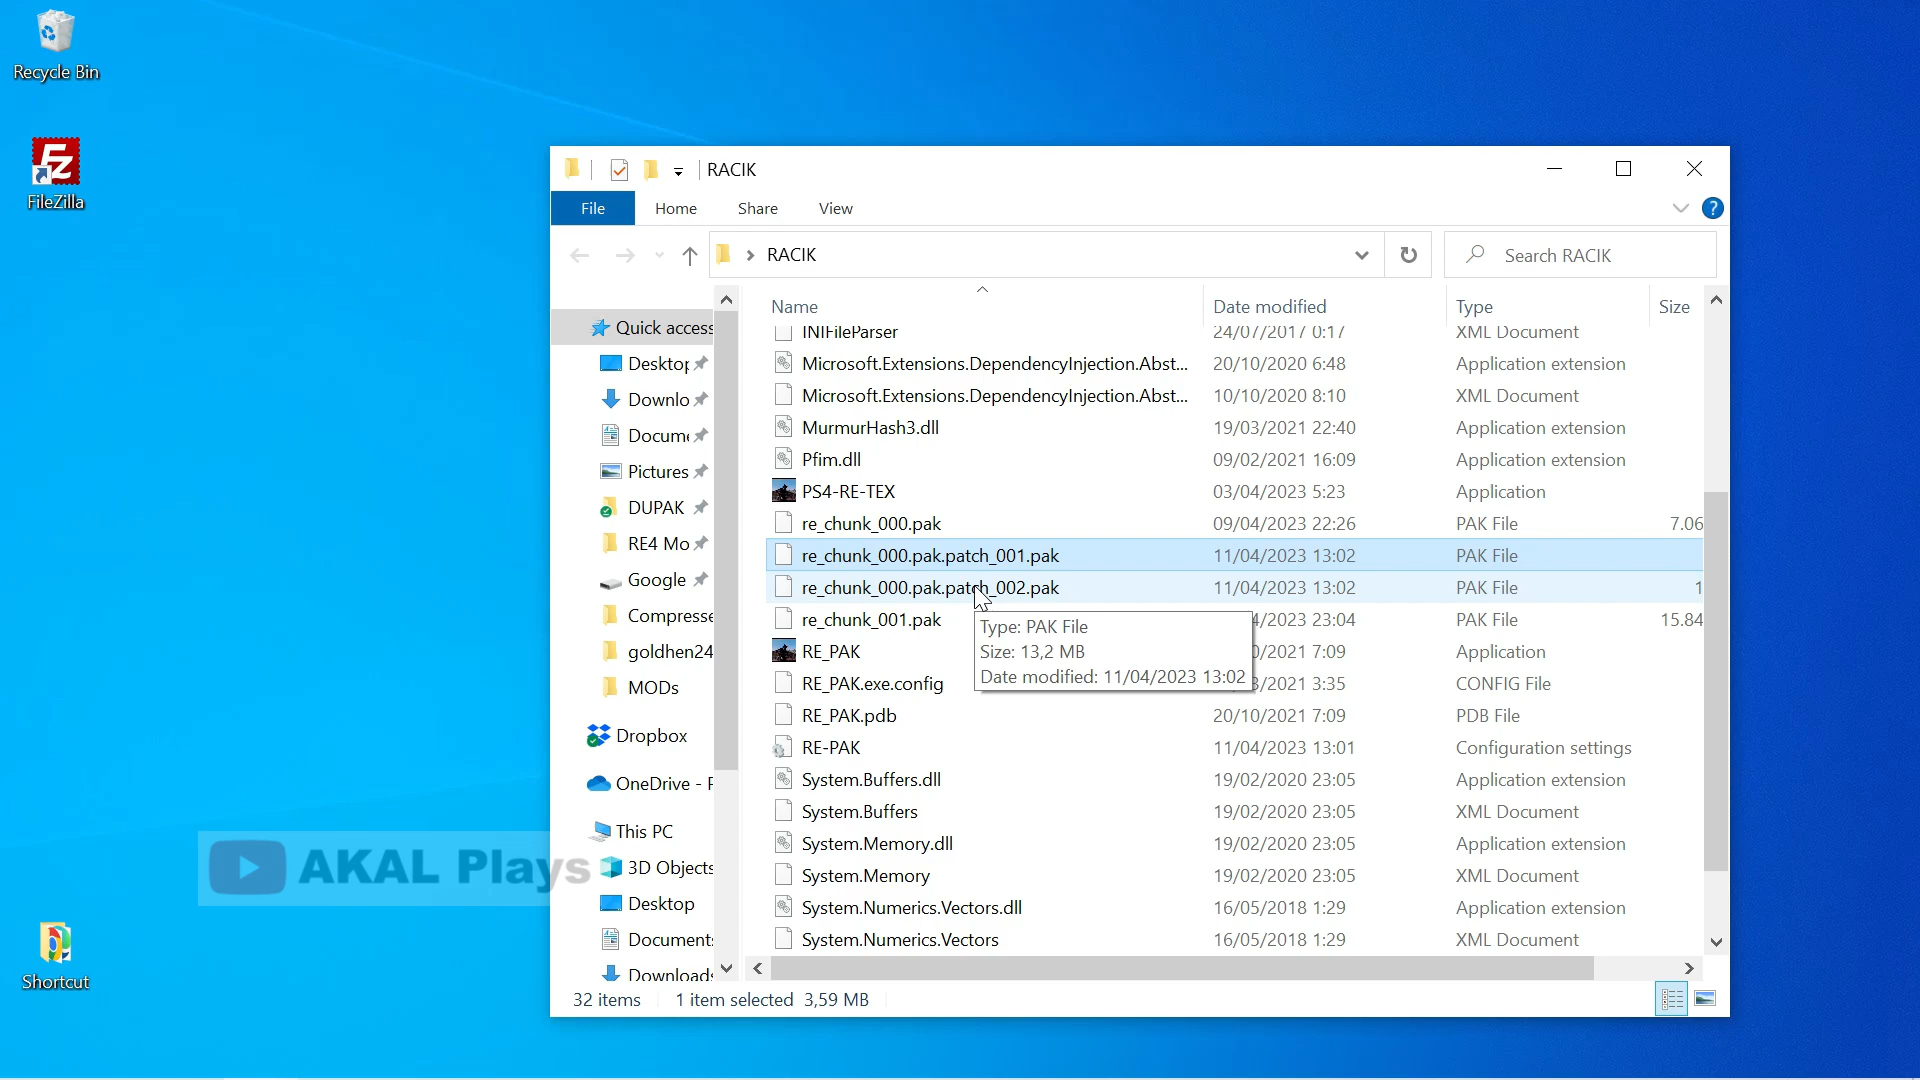 Recycle Bin
FileZilla
Shortcut
AKAL Plays
RACIK
File Home Share View
RACIK
Search RACIK
Quick access
Desktop
Downlo
Docume
Pictures
DUPAK
RE4 Mo
Google
Compresse
goldhen24
MODs
Dropbox
OneDrive - P
This PC
3D Objects
Desktop
Documents
Downloads
Name Date modified Type Size
INIFileParser 24/07/2017 0:17 XML Document
Microsoft.Extensions.DependencyInjection.Abst... 20/10/2020 6:48 Application extension
Microsoft.Extensions.DependencyInjection.Abst... 10/10/2020 8:10 XML Document
MurmurHash3.dll 19/03/2021 22:40 Application extension
Pfim.dll 09/02/2021 16:09 Application extension
PS4-RE-TEX 03/04/2023 5:23 Application
re_chunk_000.pak 09/04/2023 22:26 PAK File 7.06
re_chunk_000.pak.patch_001.pak 11/04/2023 13:02 PAK File
re_chunk_000.pak.patch_002.pak 11/04/2023 13:02 PAK File 1
re_chunk_001.pak 4/2023 23:04 PAK File 15.84
RE_PAK 0/2021 7:09 Application
RE_PAK.exe.config 3/2021 3:35 CONFIG File
RE_PAK.pdb 20/10/2021 7:09 PDB File
RE-PAK 11/04/2023 13:01 Configuration settings
System.Buffers.dll 19/02/2020 23:05 Application extension
System.Buffers 19/02/2020 23:05 XML Document
System.Memory.dll 19/02/2020 23:05 Application extension
System.Memory 19/02/2020 23:05 XML Document
System.Numerics.Vectors.dll 16/05/2018 1:29 Application extension
System.Numerics.Vectors 16/05/2018 1:29 XML Document
Type: PAK File
Size: 13,2 MB
Date modified: 11/04/2023 13:02
32 items 1 item selected 3,59 MB